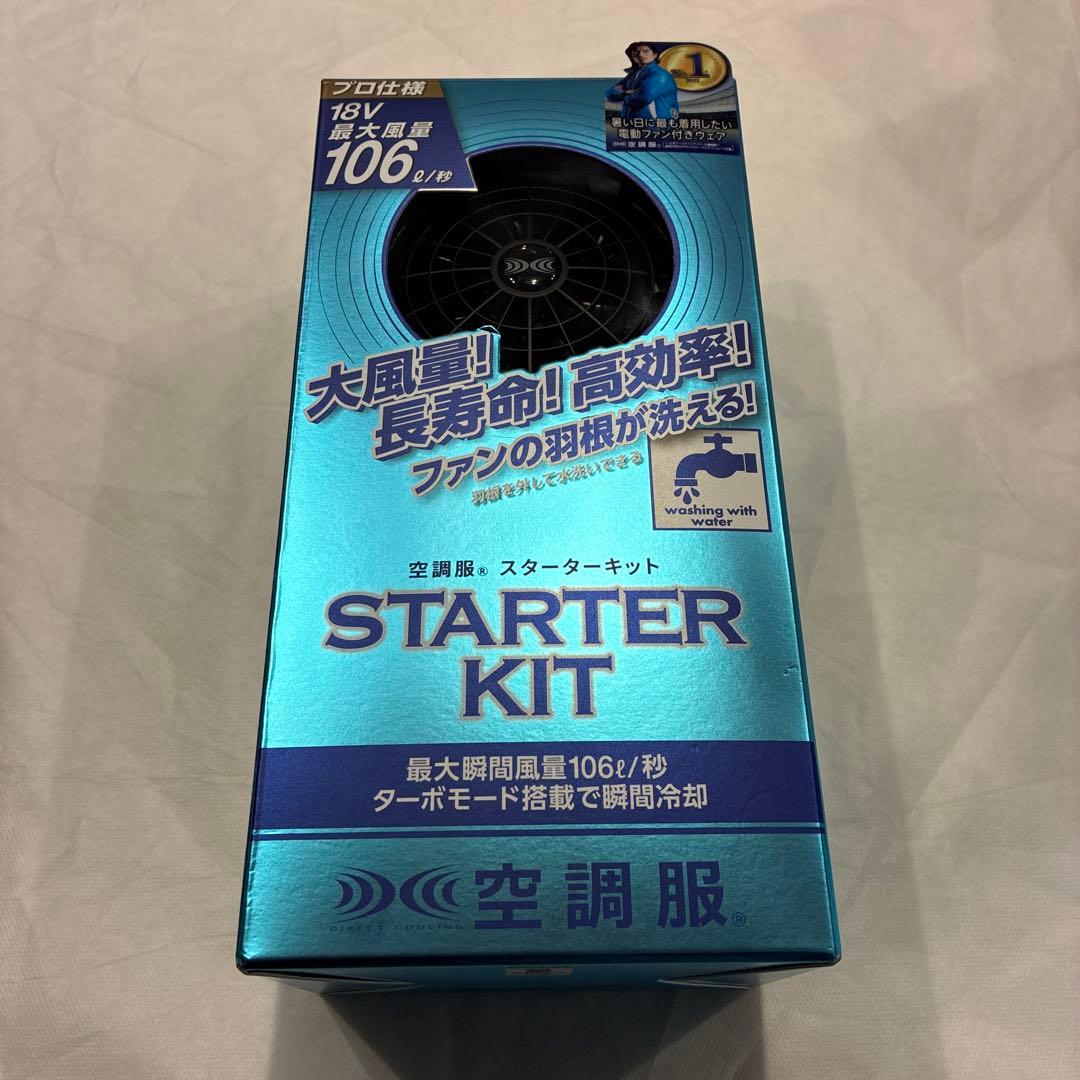 プロ仕様
18V
最大風量
106ℓ/秒
No.1
暑い日に最も着用したい
電動ファン付きウェア
空調服®
大風量!
長寿命! 高効率!
ファンの羽根が洗える!
羽根を外して水洗いできる
washing with
water
空調服® スターターキット
STARTER
KIT
最大瞬間風量106ℓ/秒
ターボモード搭載で瞬間冷却
空調服®
DIRECT COOLING